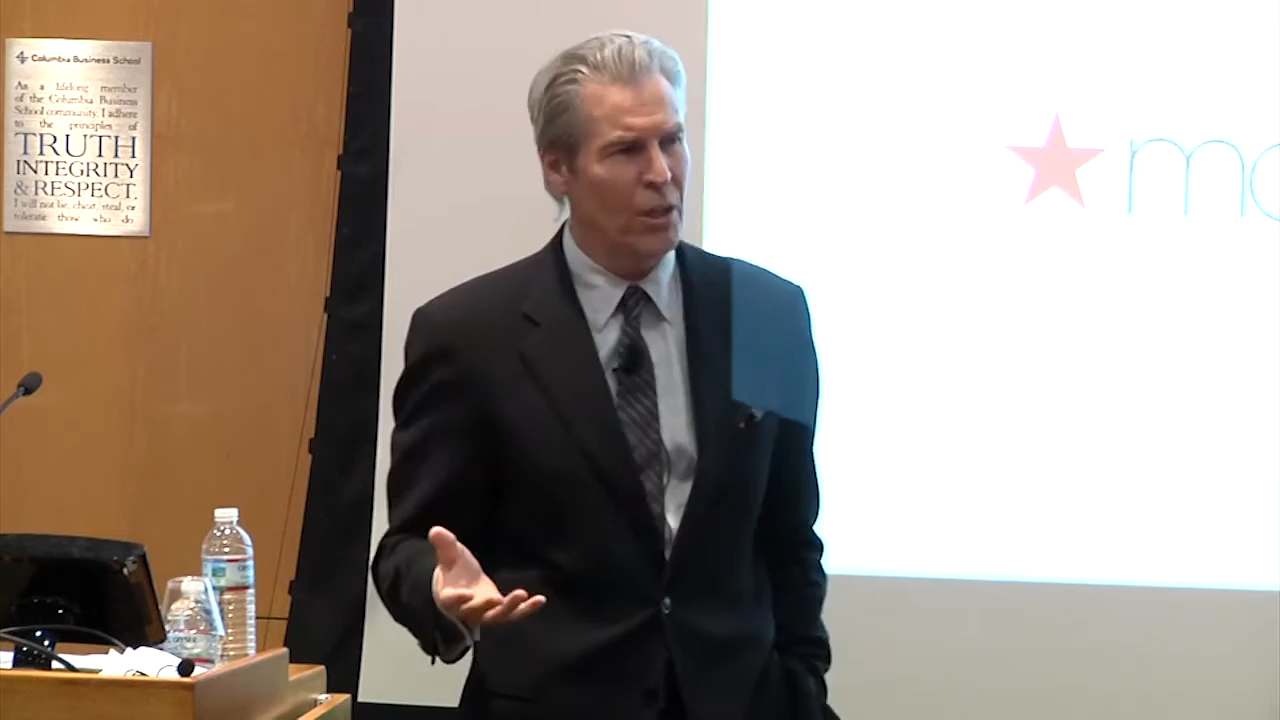 Columbia Business School
As a lifelong member
of the Columbia Business
School community, I adhere
to the principles of
TRUTH
INTEGRITY
& RESPECT.
I will not lie, cheat, steal, or
tolerate those who do
ma